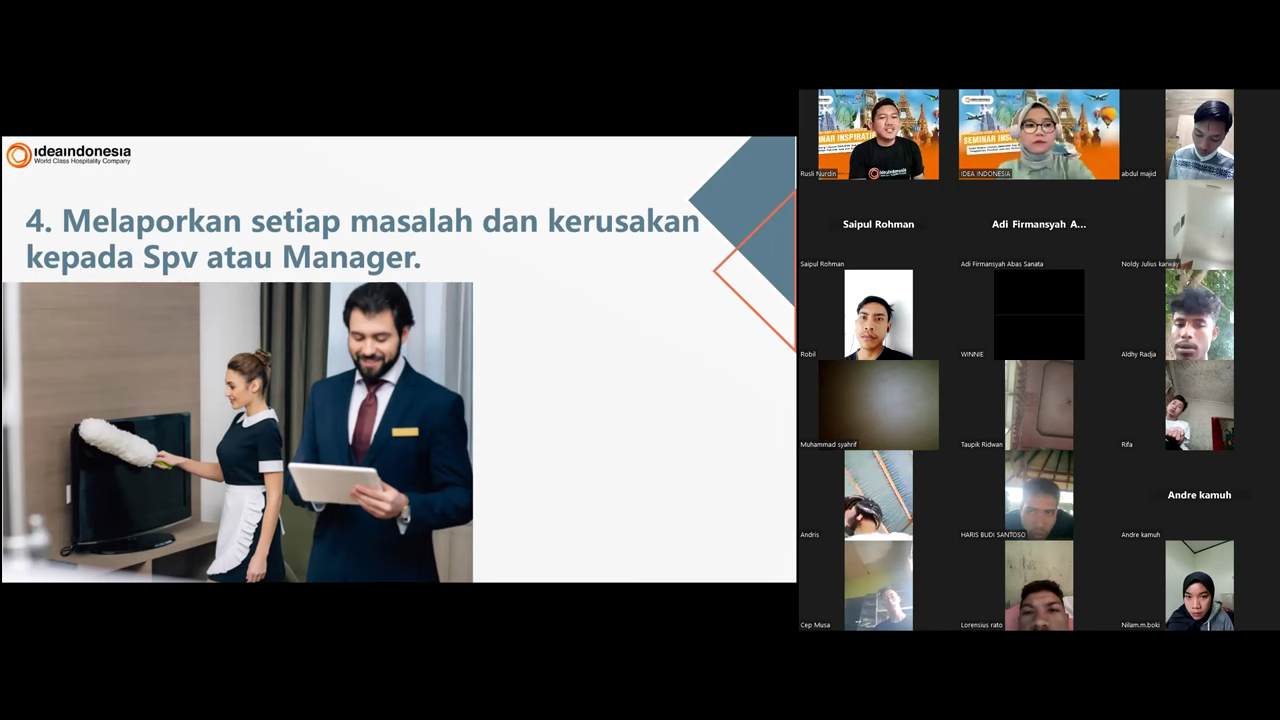 ideaindonesia
World Class Hospitality Company
4. Melaporkan setiap masalah dan kerusakan
kepada Spv atau Manager.
Rusli Nurdin
IDEA INDONESIA
abdul majid
Saipul Rohman
Adi Firmansyah A...
Saipul Rohman
Adi Firmansyah Abas Sanata
Noldy Julius karway
Robil
WINNIE
Aldhy Radja
Muhammad syahrif
Taupik Ridwan
Rifa
Andre kamuh
Andris
HARIS BUDI SANTOSO
Andre kamuh
Cep Musa
Lorensius rato
Nilam.m.boki